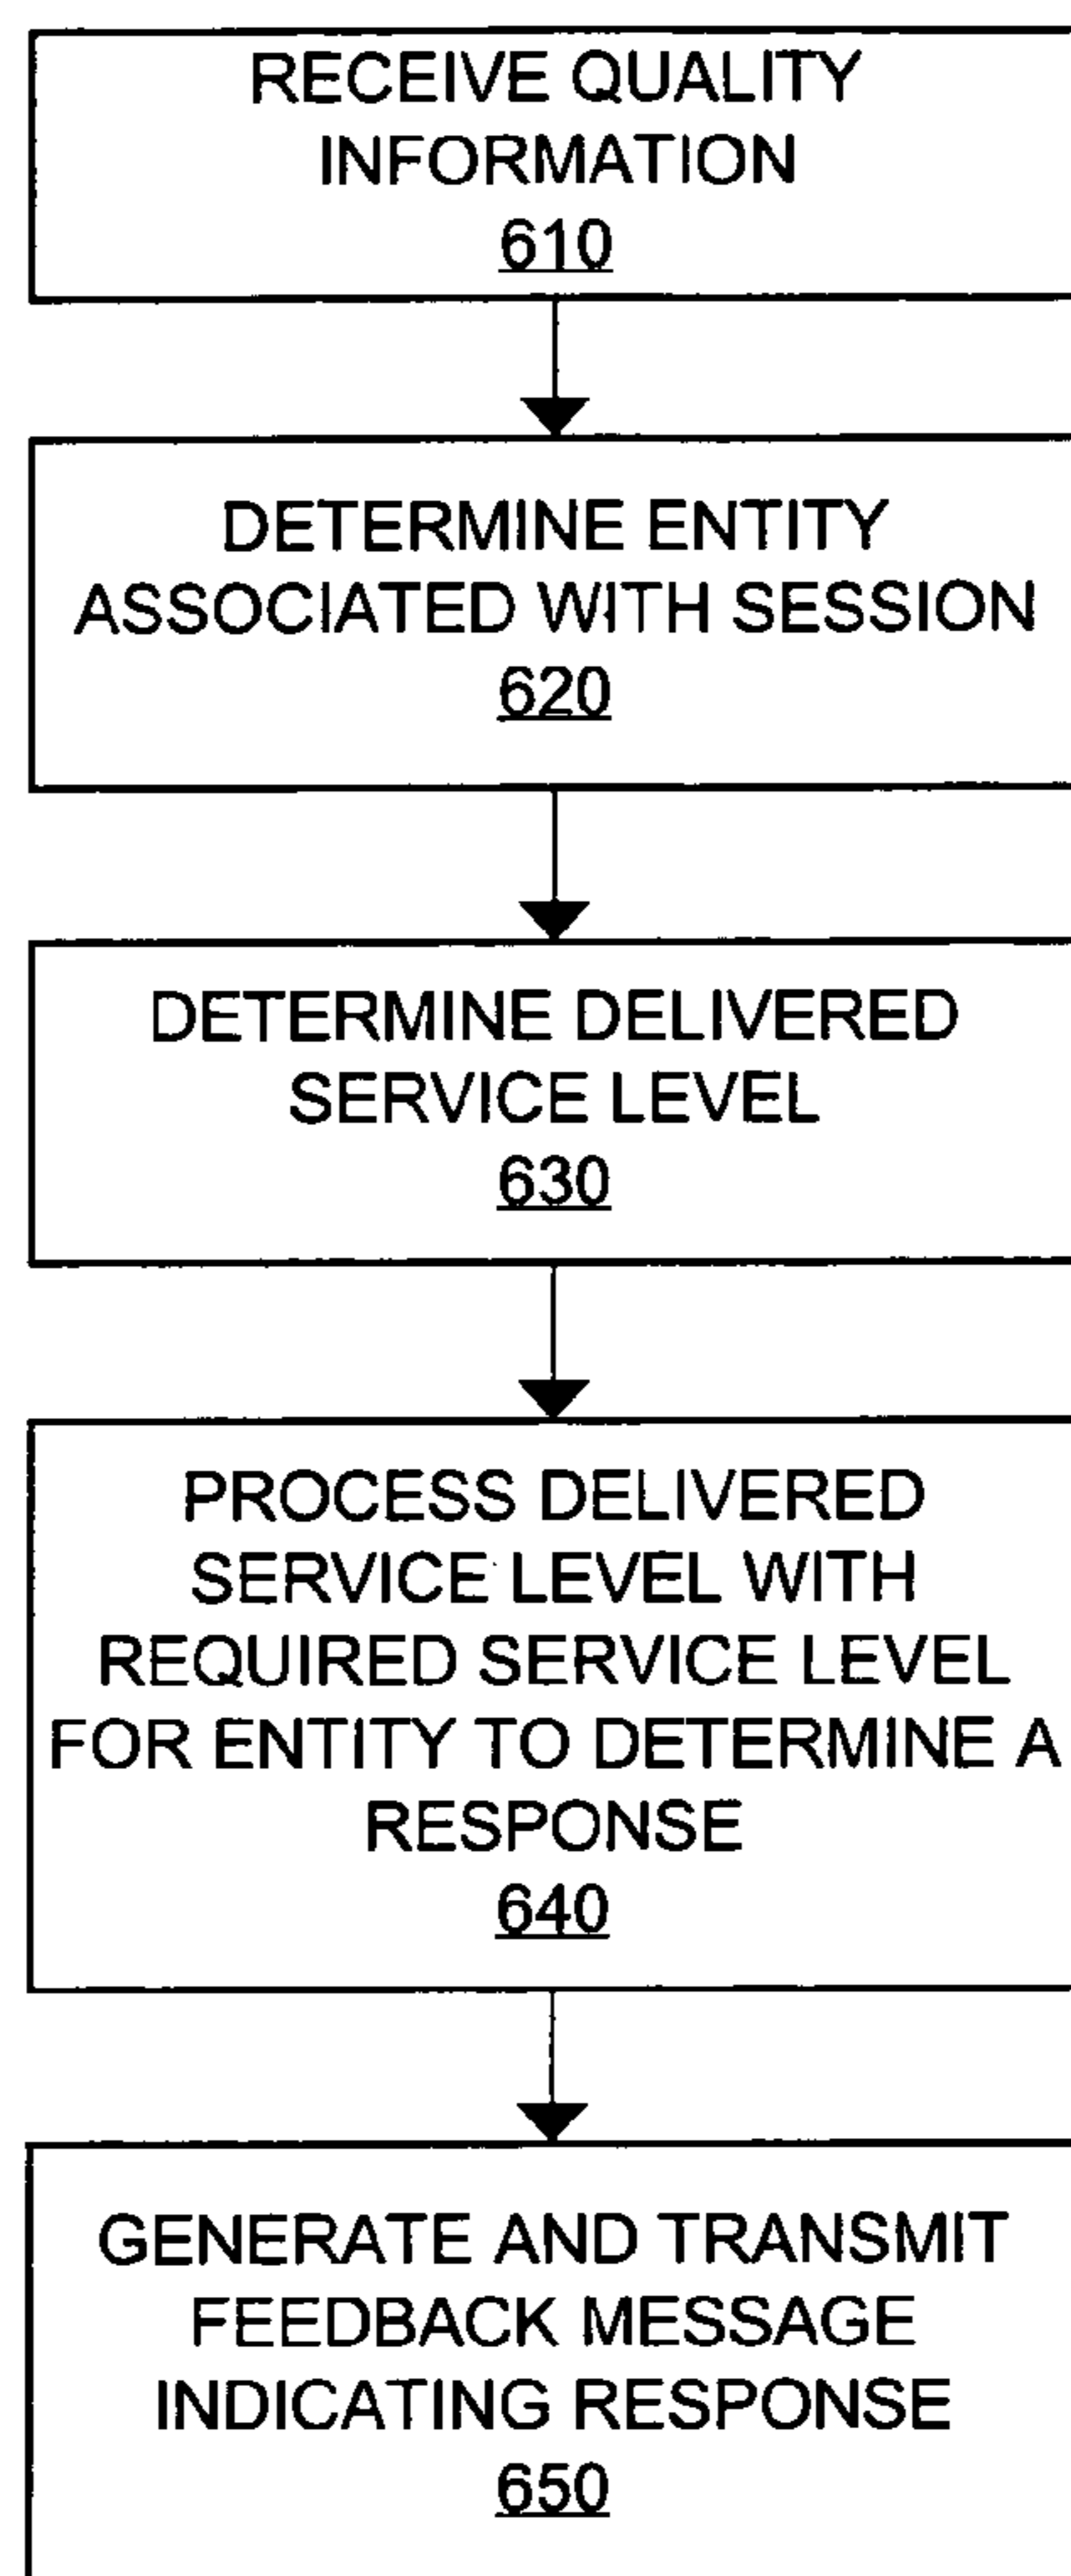 RECEIVE QUALITY
INFORMATION
610
DETERMINE ENTITY
ASSOCIATED WITH SESSION
620
DETERMINE DELIVERED
SERVICE LEVEL
630
PROCESS DELIVERED
SERVICE LEVEL WITH
REQUIRED SERVICE LEVEL
FOR ENTITY TO DETERMINE A
RESPONSE
640
GENERATE AND TRANSMIT
FEEDBACK MESSAGE
INDICATING RESPONSE
650